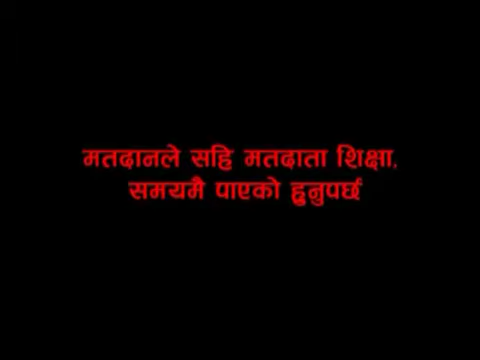 मतदानले सहि मतदाता शिक्षा,
समयमै पाएको हुनुपर्छ